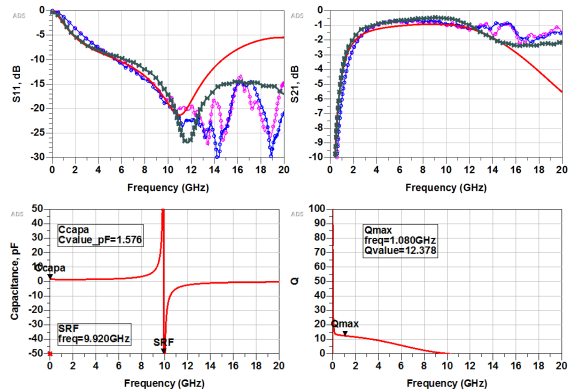 ADS
0
-5
-10
-15
-20
-25
-30
S11, dB
0 2 4 6 8 10 12 14 16 18 20
Frequency (GHz)
ADS
0
-1
-2
-3
-4
-5
-6
-7
-8
-9
-10
S21, dB
0 2 4 6 8 10 12 14 16 18 20
Frequency (GHz)
ADS
50
40
30
20
10
0
-10
-20
-30
-40
-50
Capacitance, pF
Ccapa
Cvalue_pF=1.576
Ccapa
SRF
freq=9.920GHz
SRF
0 2 4 6 8 10 12 14 16 18 20
Frequency (GHz)
ADS
100
80
60
40
20
0
Q
Qmax
freq=1.080GHz
Qvalue=12.378
Qmax
0 2 4 6 8 10 12 14 16 18 20
Frequency (GHz)